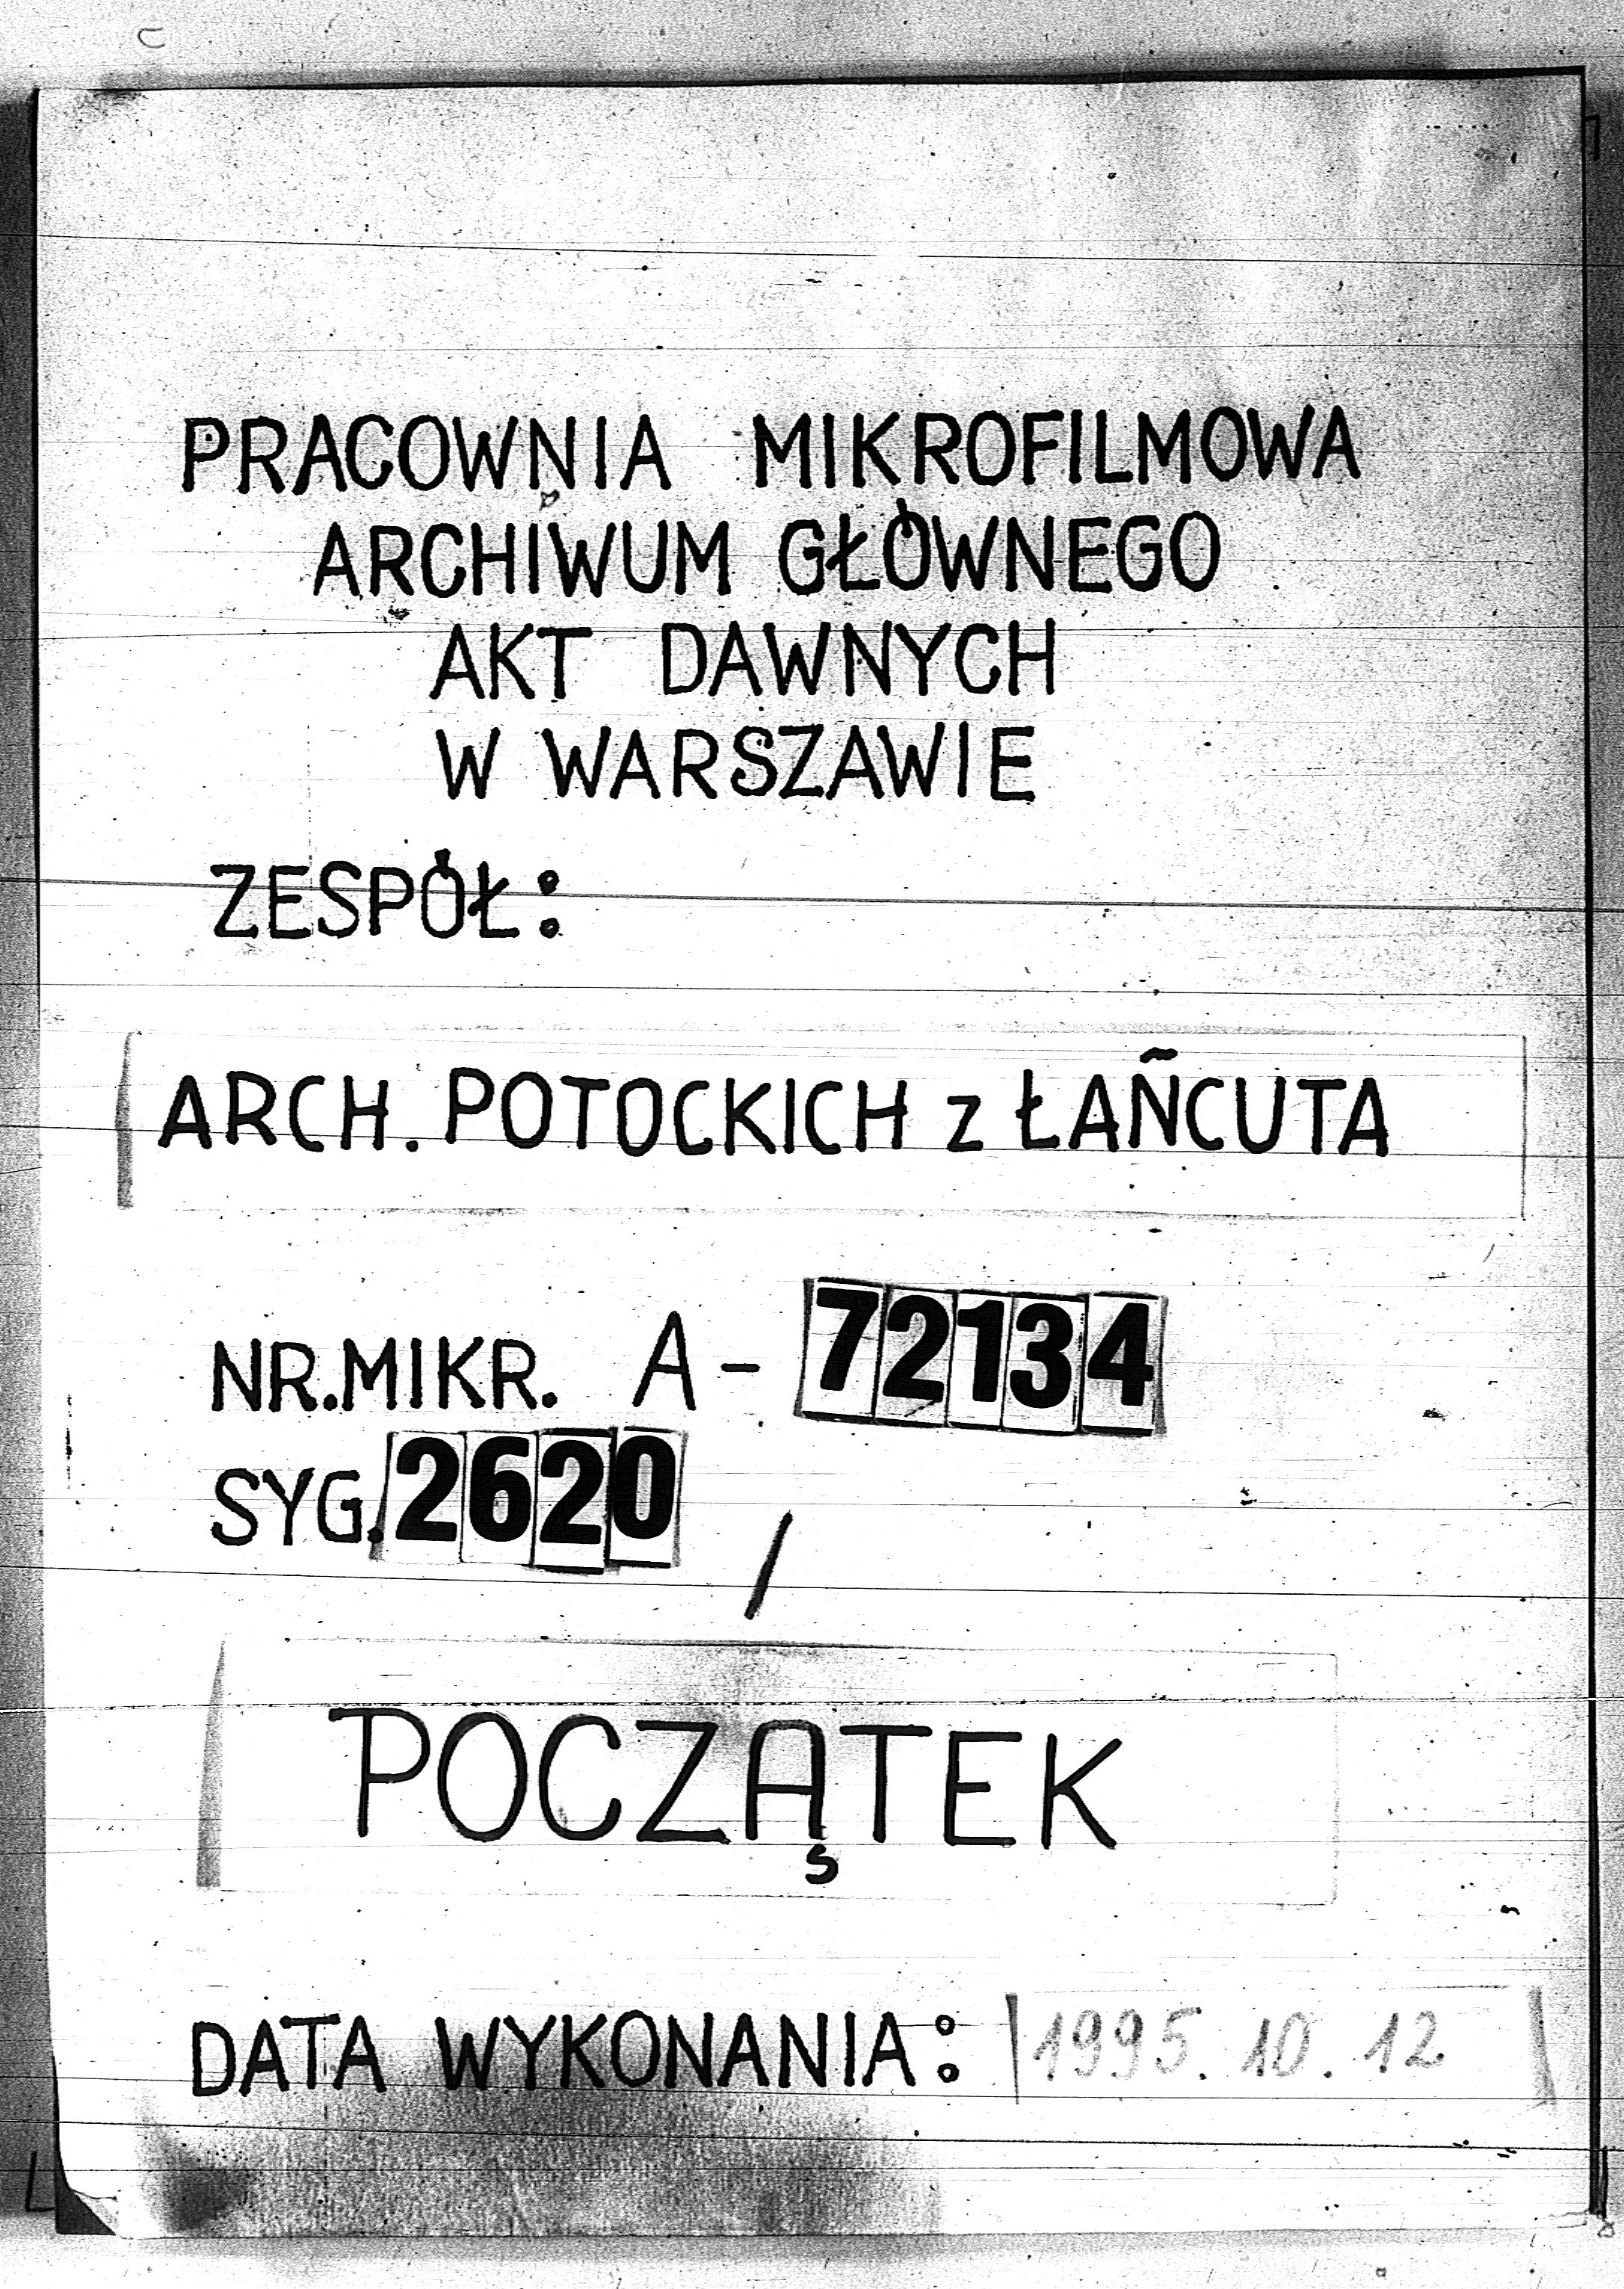 PRACOWNIA MIKROFILMOWA
ARCHIWUM GŁÓWNEGO
AKT DAWNYCH
W WARSZAWIE
ZESPÓŁ:
ARCH. POTOCKICH z ŁAŃCUTA
NR.MIKR. A-72134
SYG.2620 /
POCZĄTEK
DATA WYKONANIA: 1995.10.12